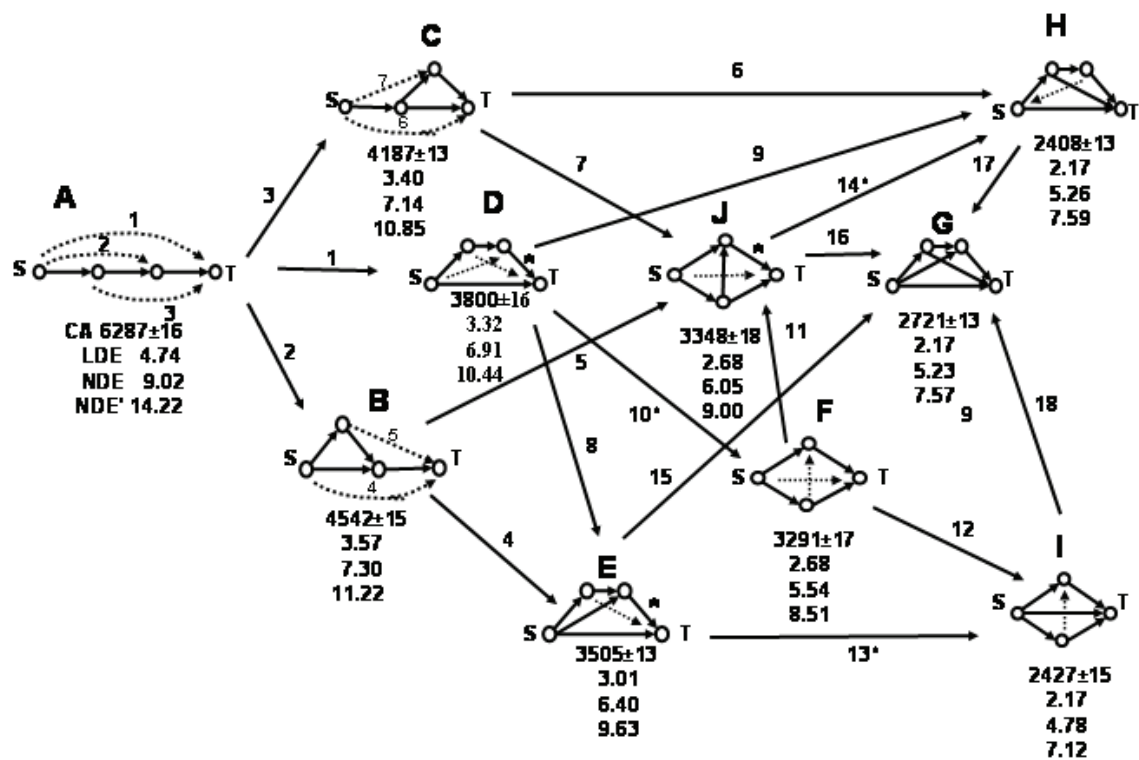 A
1
2
S
T
3
CA 6287±16
LDE 4.74
NDE 9.02
NDE' 14.22
3
1
2
C
7
S
T
6
4187±13
3.40
7.14
10.85
6
7
D
*
S
T
3800±16
3.32
6.91
10.44
9
10*
8
B
5
S
T
4
4542±15
3.57
7.30
11.22
5
4
J
*
S
T
3348±18
2.68
6.05
9.00
14*
16
11
E
*
S
T
3505±13
3.01
6.40
9.63
15
13*
F
S
T
3291±17
2.68
5.54
8.51
12
H
S
T
2408±13
2.17
5.26
7.59
17
G
S
T
2721±13
2.17
5.23
7.57
9
18
I
S
T
2427±15
2.17
4.78
7.12